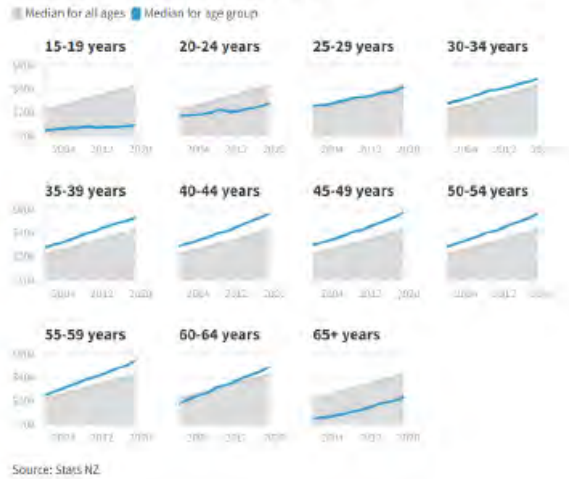 Median for all ages Median for age group
15-19 years 20-24 years 25-29 years 30-34 years
2004 2012 2020 2004 2012 2020 2004 2012 2020 2004 2012
35-39 years 40-44 years 45-49 years 50-54 years
2004 2012 2020 2004 2012 2020 2004 2012 2020 2004 2012 2020
55-59 years 60-64 years 65+ years
2004 2012 2020 2004 2012 2020 2004 2012 2020
Source: Stats NZ